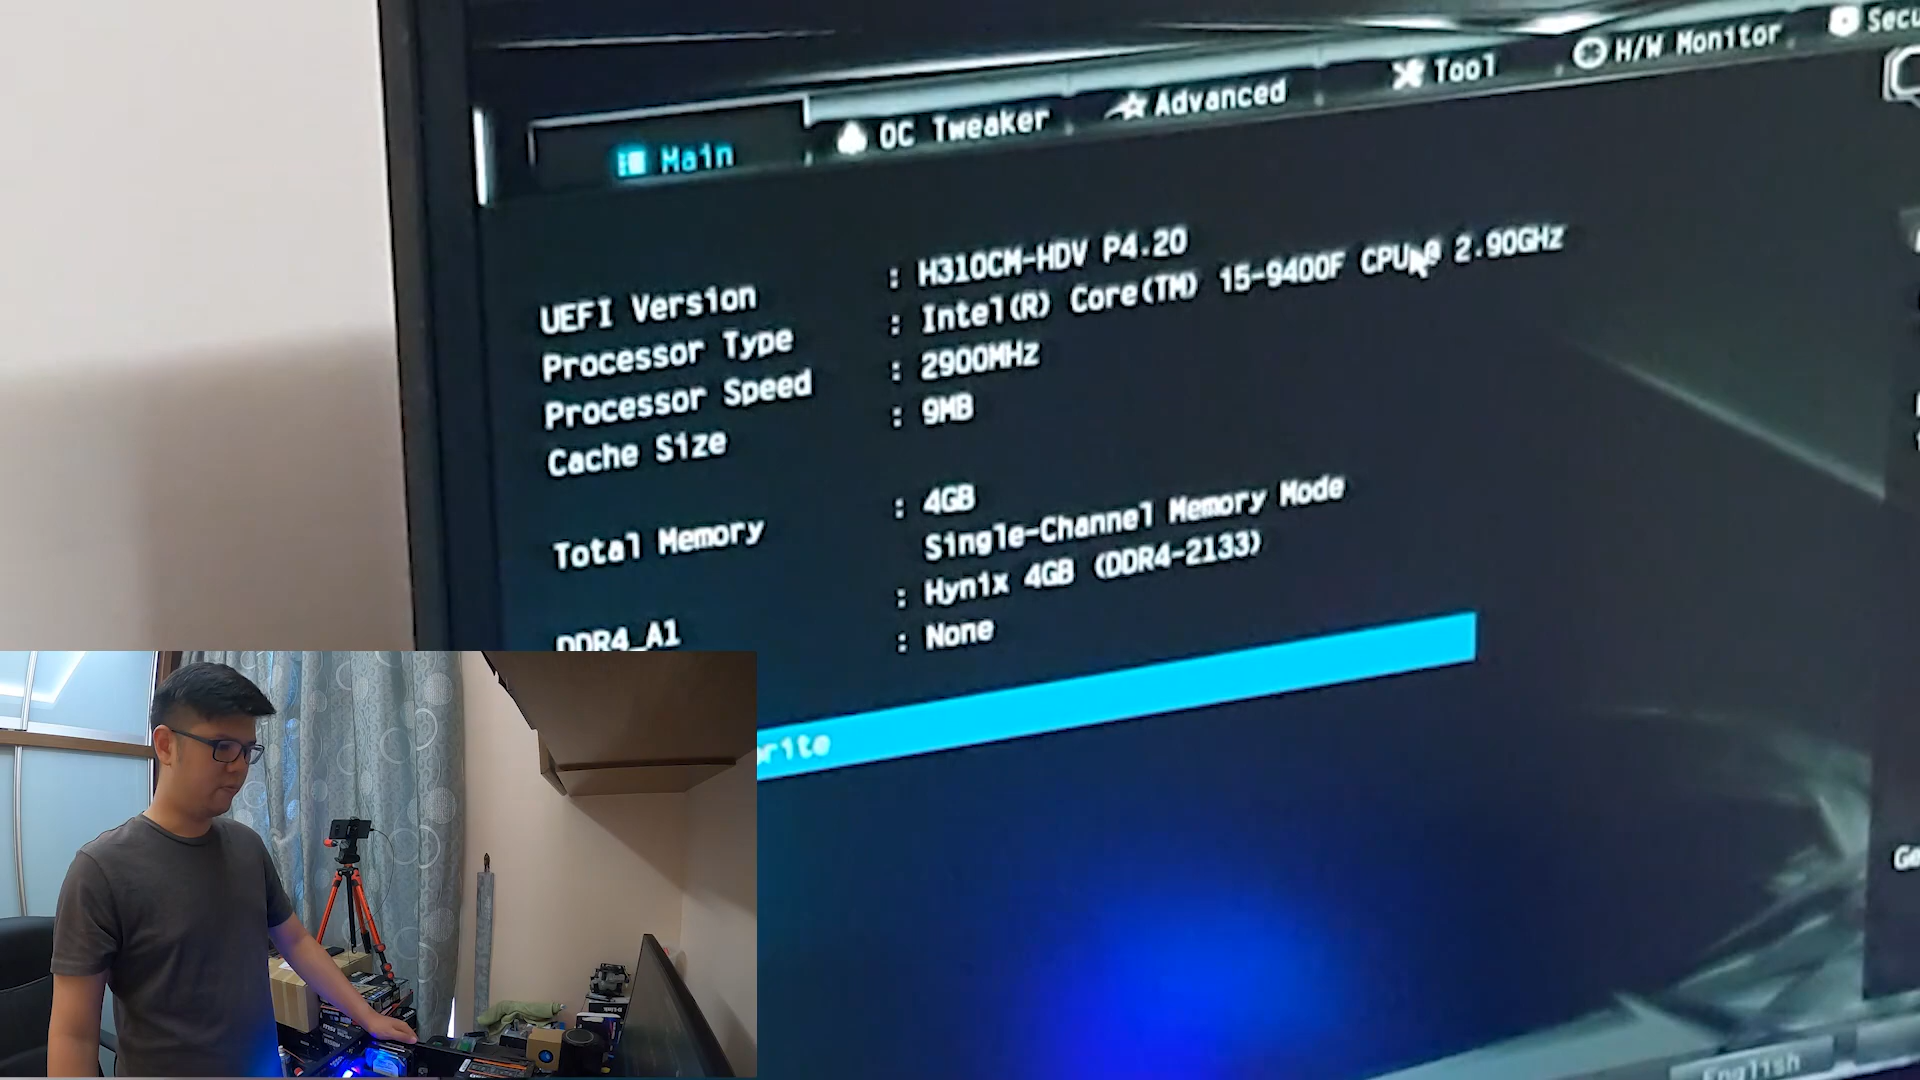 Main
OC Tweaker
Advanced
Tool
H/W Monitor
UEFI Version : H310CM-HDV P4.20
Processor Type : Intel(R) Core(TM) i5-9400F CPU @ 2.90GHz
Processor Speed : 2900MHz
Cache Size : 9MB
Total Memory : 4GB
Single-Channel Memory Mode
DDR4_A1 : Hynix 4GB (DDR4-2133)
: None
English